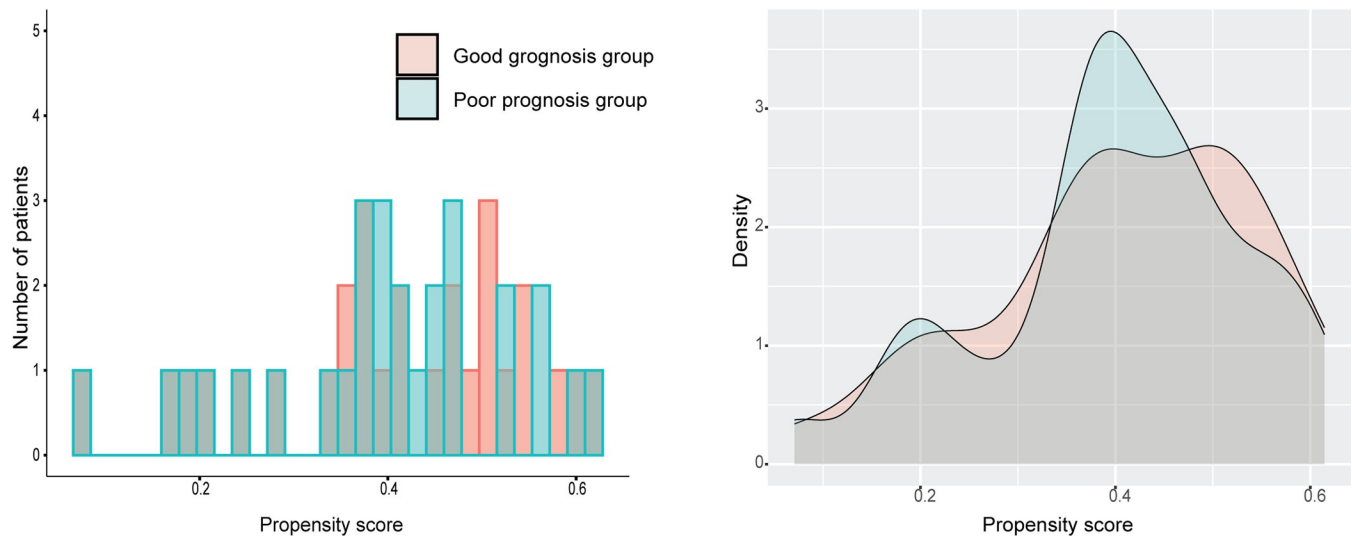 5
4
3
2
1
0
Number of patients
0.2
0.4
0.6
Propensity score
Good grognosis group
Poor prognosis group
3
2
1
0
Density
0.2
0.4
0.6
Propensity score